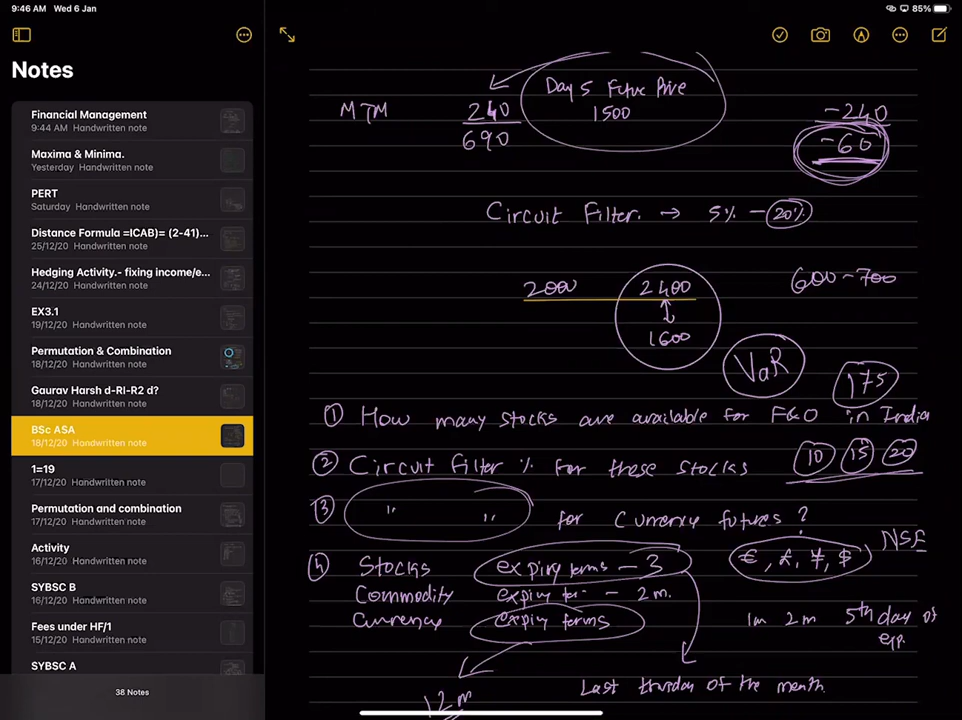 9:46 AM Wed 6 Jan
85%
Notes
Financial Management
9:44 AM Handwritten note
Maxima & Minima.
Yesterday Handwritten note
PERT
Saturday Handwritten note
Distance Formula =ICAB)= (2-41)...
25/12/20 Handwritten note
Hedging Activity.- fixing income/e...
24/12/20 Handwritten note
EX3.1
19/12/20 Handwritten note
Permutation & Combination
18/12/20 Handwritten note
Gaurav Harsh d-RI-R2 d?
18/12/20 Handwritten note
BSc ASA
18/12/20 Handwritten note
1=19
17/12/20 Handwritten note
Permutation and combination
17/12/20 Handwritten note
Activity
16/12/20 Handwritten note
SYBSC B
16/12/20 Handwritten note
Fees under HF/1
15/12/20 Handwritten note
SYBSC A
38 Notes
Day 5 Future Price
MTM 240 1500 -240
690 -60
Circuit Filter. → 5% - 20%
2000 2400 600-700
1600
VaR
175
① How many stocks are available for F&O in India
② Circuit Filter % for these stocks 10 15 20
③ " " for Currency futures ?
€, £, ¥, $ NSE
④ Stocks expiry terms - 3
Commodity expiry ter - 2 m.
Currency expiry terms 1m 2m 5th day of
exp.
12 m
Last thursday of the month.